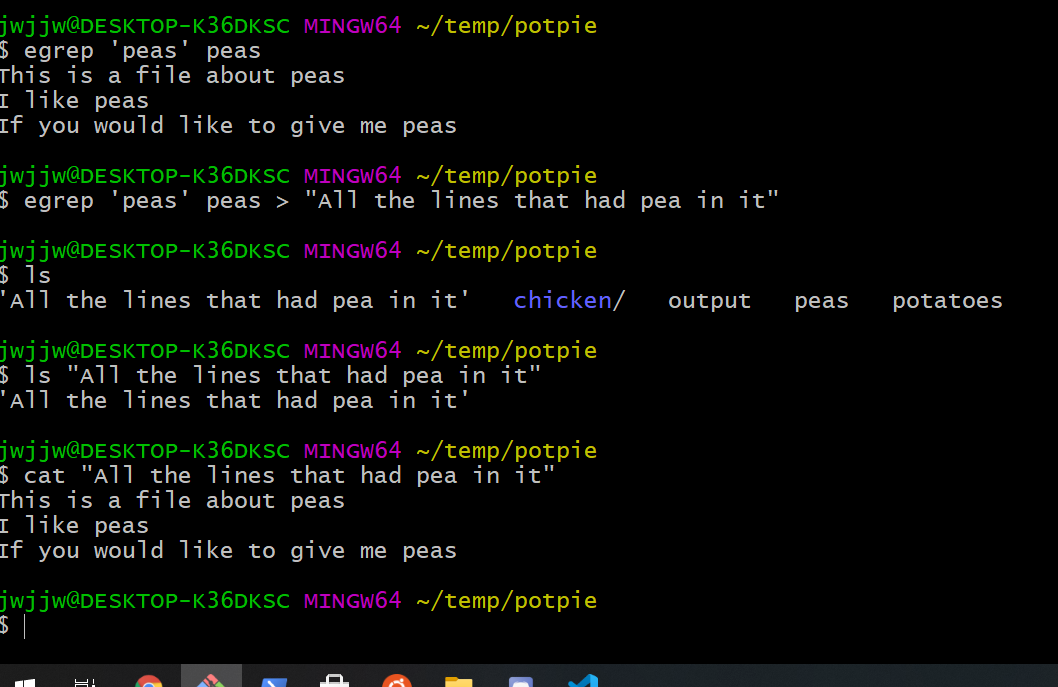 jwjjw@DESKTOP-K36DKSC MINGW64 ~/temp/potpie
$ egrep 'peas' peas
This is a file about peas
I like peas
If you would like to give me peas
jwjjw@DESKTOP-K36DKSC MINGW64 ~/temp/potpie
$ egrep 'peas' peas > "All the lines that had pea in it"
jwjjw@DESKTOP-K36DKSC MINGW64 ~/temp/potpie
$ ls
'All the lines that had pea in it'   chicken/   output   peas   potatoes
jwjjw@DESKTOP-K36DKSC MINGW64 ~/temp/potpie
$ ls "All the lines that had pea in it"
'All the lines that had pea in it'
jwjjw@DESKTOP-K36DKSC MINGW64 ~/temp/potpie
$ cat "All the lines that had pea in it"
This is a file about peas
I like peas
If you would like to give me peas
jwjjw@DESKTOP-K36DKSC MINGW64 ~/temp/potpie
$